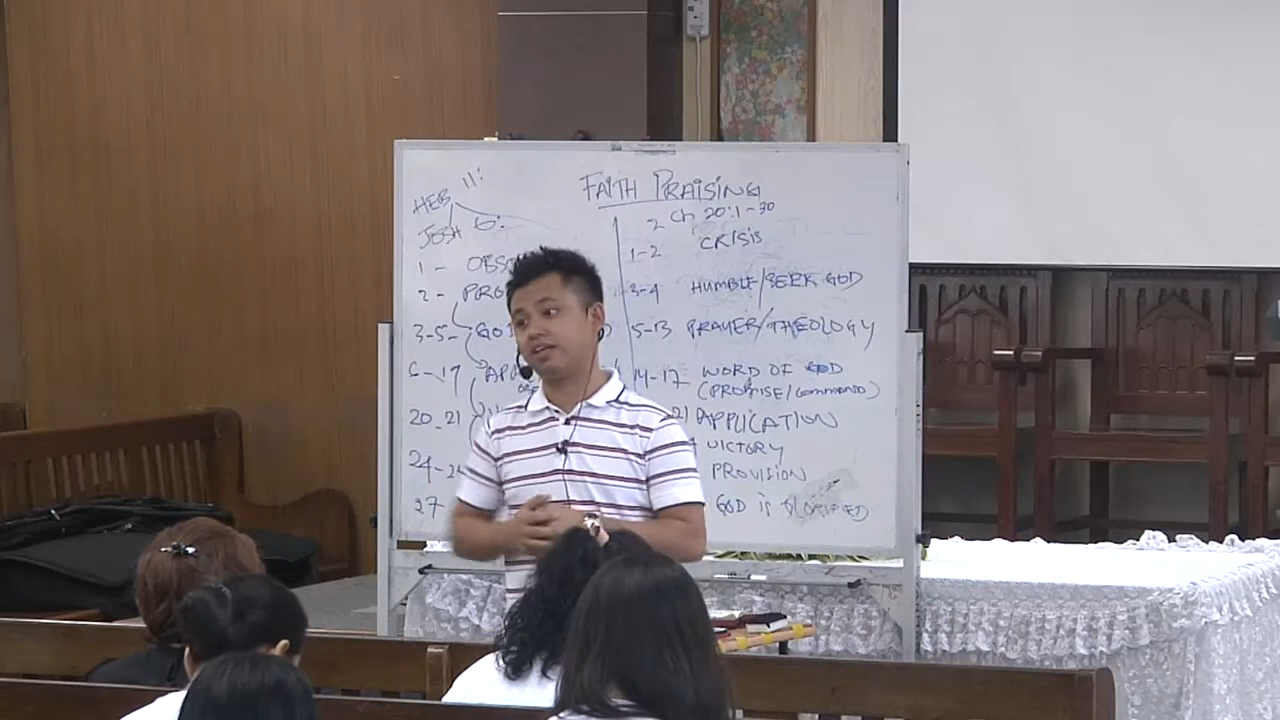 FAITH PRAISING
HEB 11:
JOSH 6:
1 -
2 -
3-5 -
6-19
20-21
24-
27-
2 Ch 20:1-30
1-2 CRISIS
3-4 HUMBLE/SEEK GOD
5-13 PRAYER/THEOLOGY
14-17 WORD OF GOD
(PROMISE/COMMAND)
21 APPLICATION
VICTORY
PROVISION
GOD is GLORIFIED